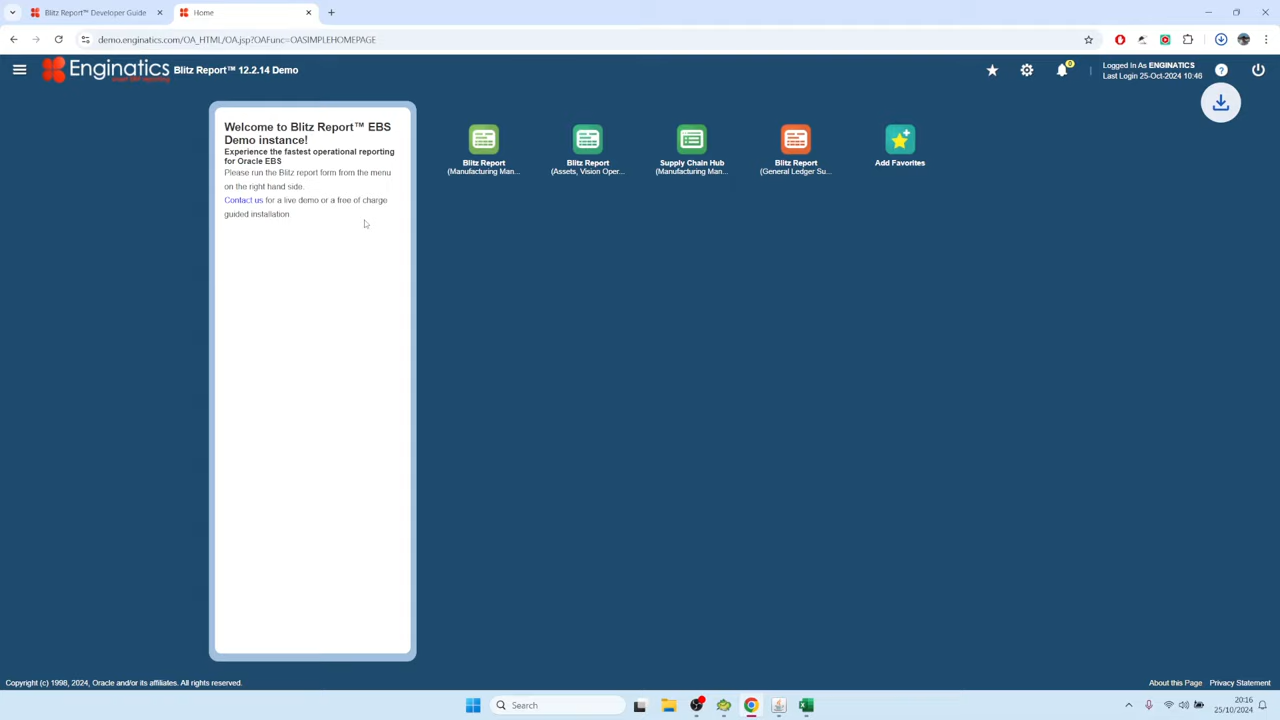 Blitz Report™ Developer Guide
Home
demo.enginatics.com/OA_HTML/OA.jsp?OAFunc=OASIMPLEHOMEPAGE
Enginatics
Blitz Report™ 12.2.14 Demo
0
Logged In As ENGINATICS
Last Login 25-Oct-2024 10:46
Welcome to Blitz Report™ EBS
Demo instance!
Experience the fastest operational reporting
for Oracle EBS
Please run the Blitz report form from the menu
on the right hand side.
Contact us for a live demo or a free of charge
guided installation
Blitz Report
(Manufacturing Man...
Blitz Report
(Assets, Vision Oper...
Supply Chain Hub
(Manufacturing Man...
Blitz Report
(General Ledger Su...
Add Favorites
Copyright (c) 1998, 2024, Oracle and/or its affiliates. All rights reserved.
About this Page
Privacy Statement
Search
20:16
25/10/2024